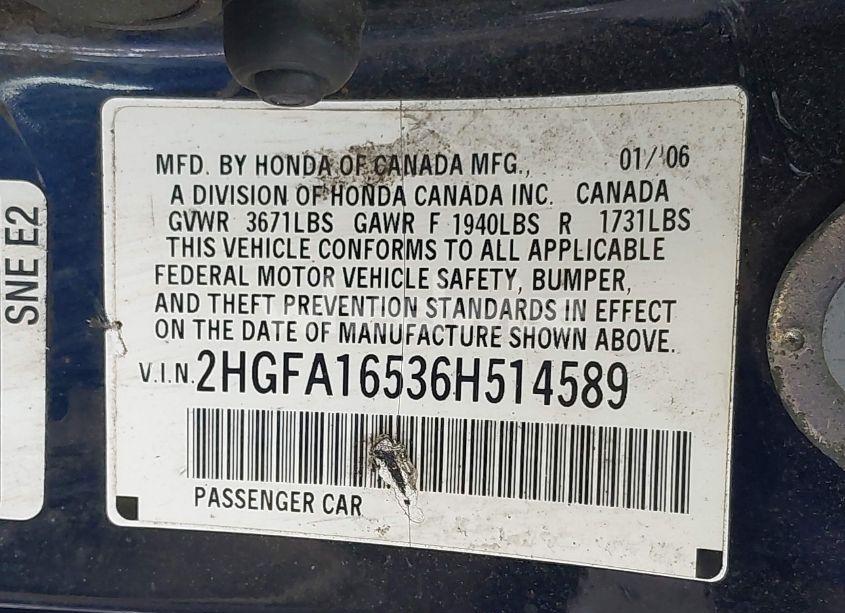 MFD. BY HONDA OF CANADA MFG., 01/'06
A DIVISION OF HONDA CANADA INC. CANADA
GVWR 3671LBS GAWR F 1940LBS R 1731LBS
THIS VEHICLE CONFORMS TO ALL APPLICABLE
FEDERAL MOTOR VEHICLE SAFETY, BUMPER,
AND THEFT PREVENTION STANDARDS IN EFFECT
ON THE DATE OF MANUFACTURE SHOWN ABOVE.
V.I.N. 2HGFA16536H514589
PASSENGER CAR
SNE E2